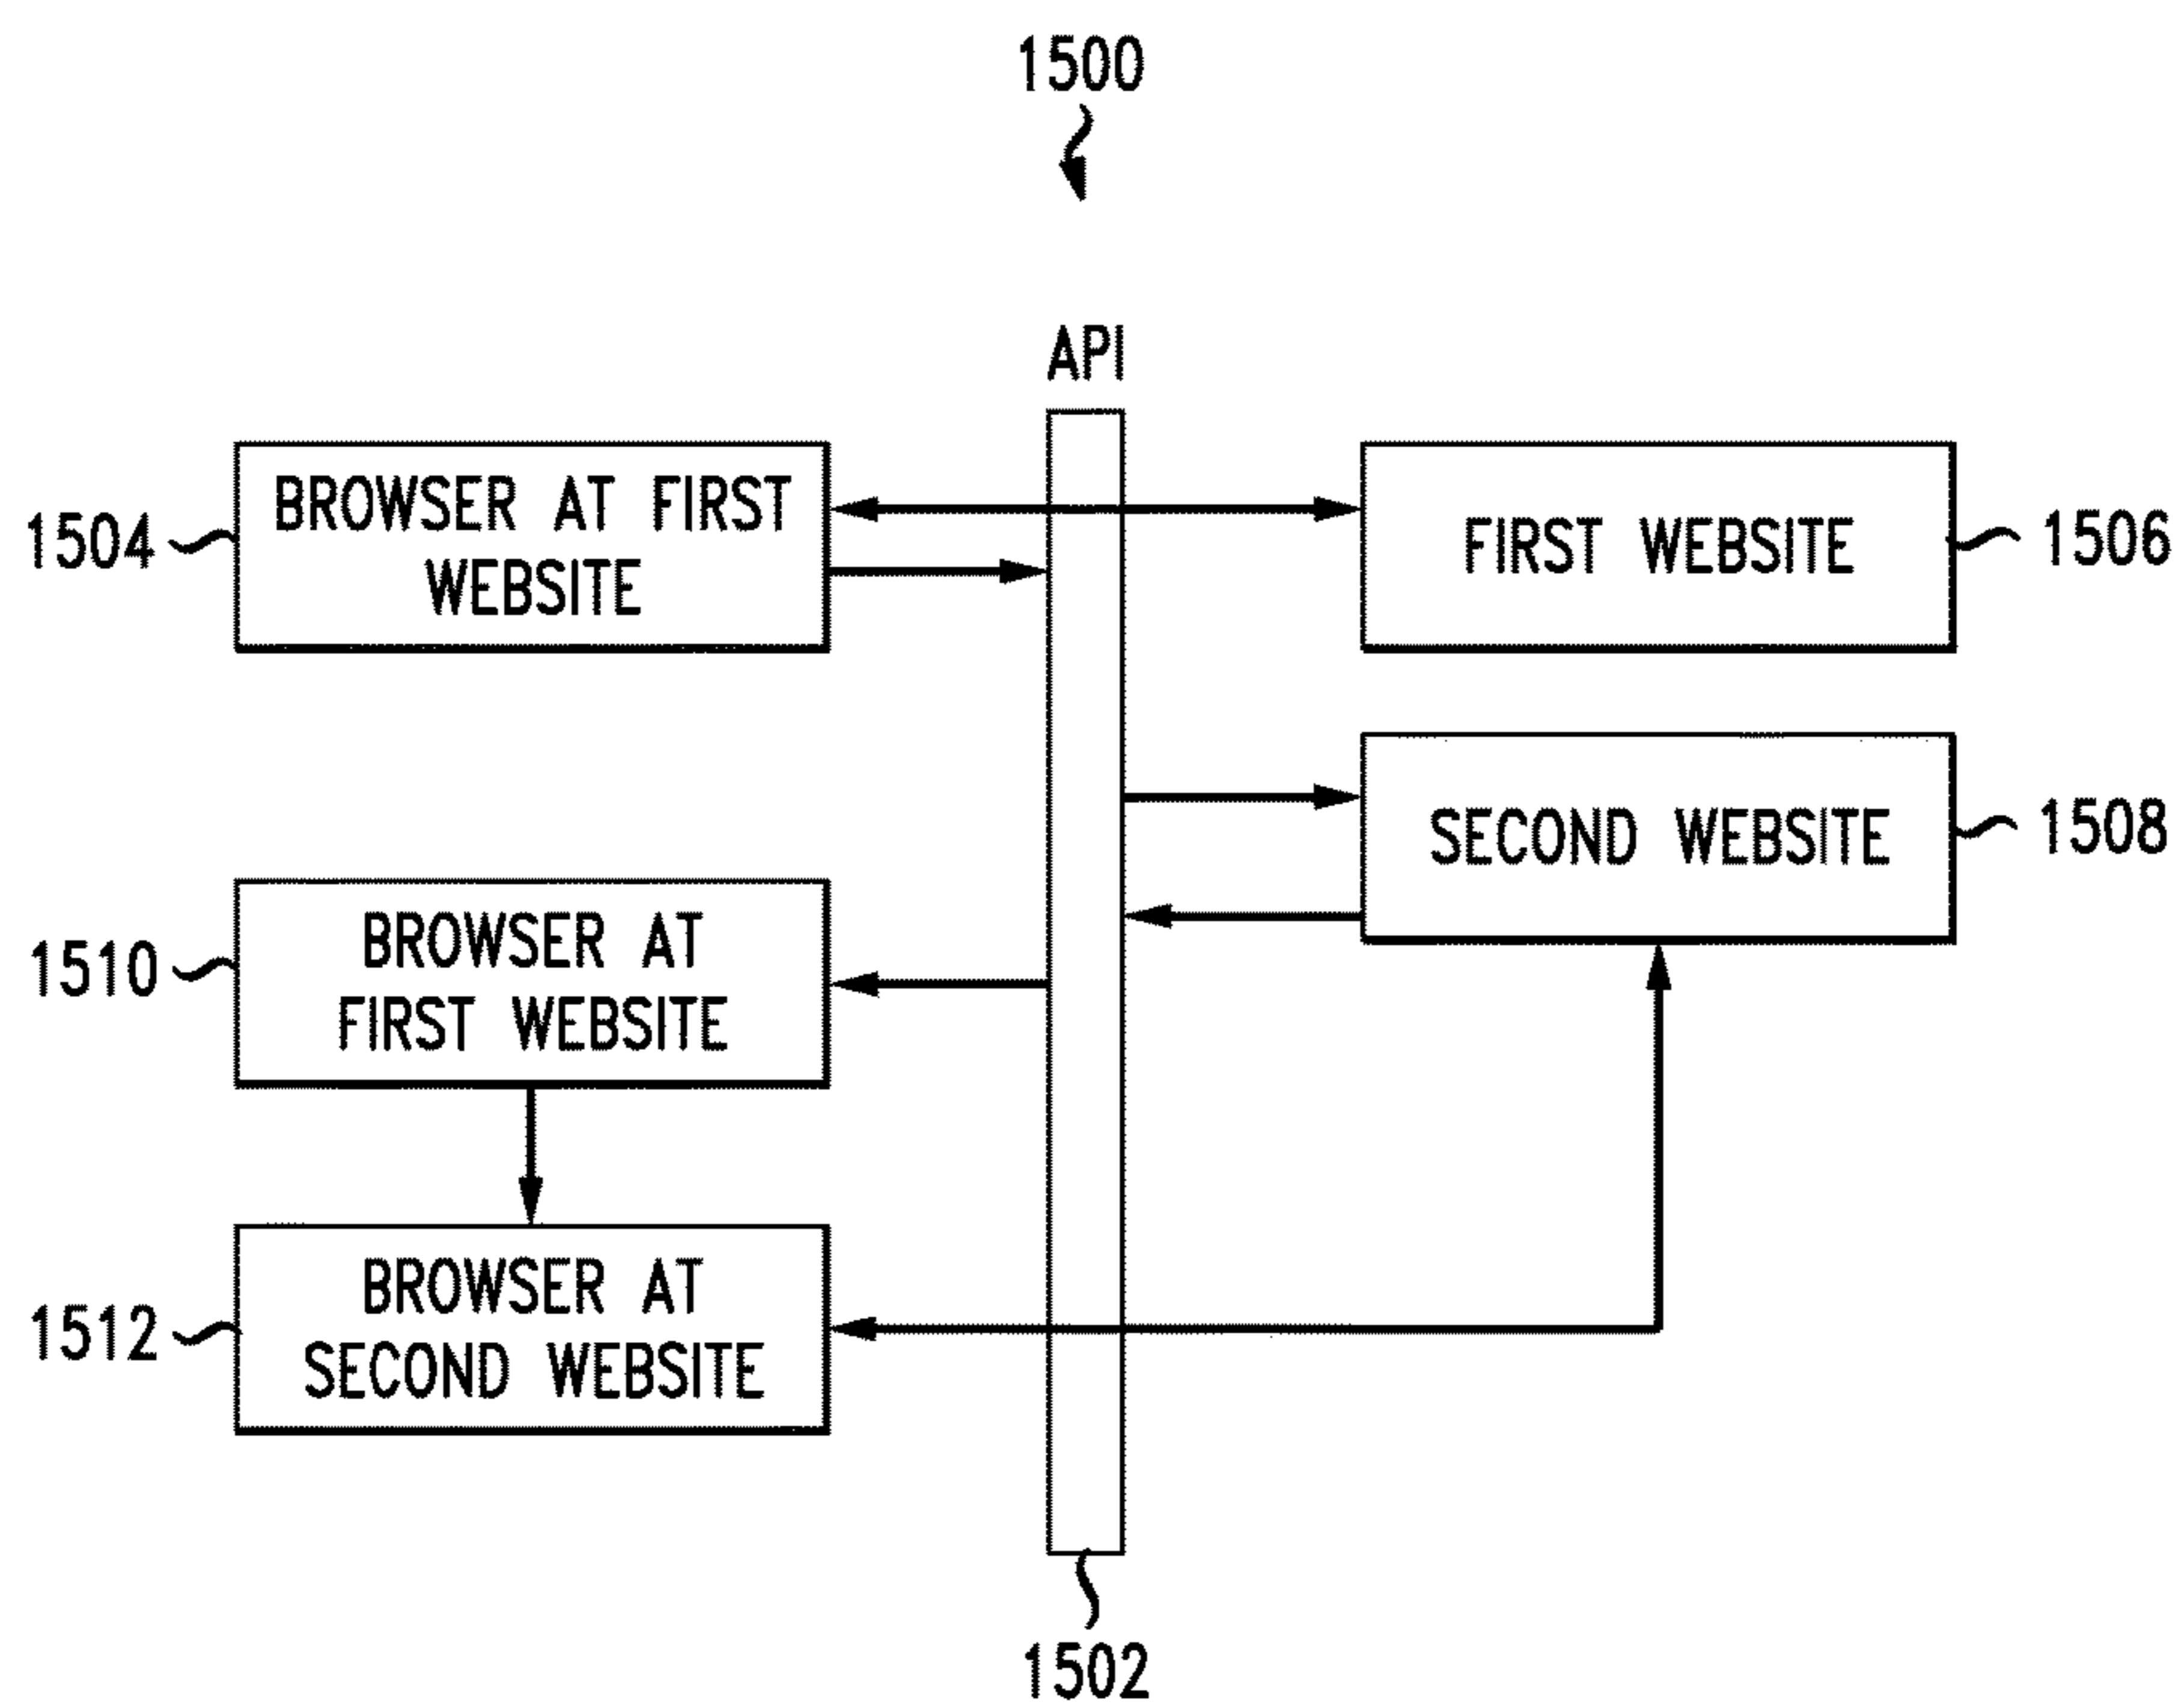 1500
API
BROWSER AT FIRST
WEBSITE
1504
FIRST WEBSITE
1506
SECOND WEBSITE
1508
BROWSER AT
FIRST WEBSITE
1510
BROWSER AT
SECOND WEBSITE
1512
1502